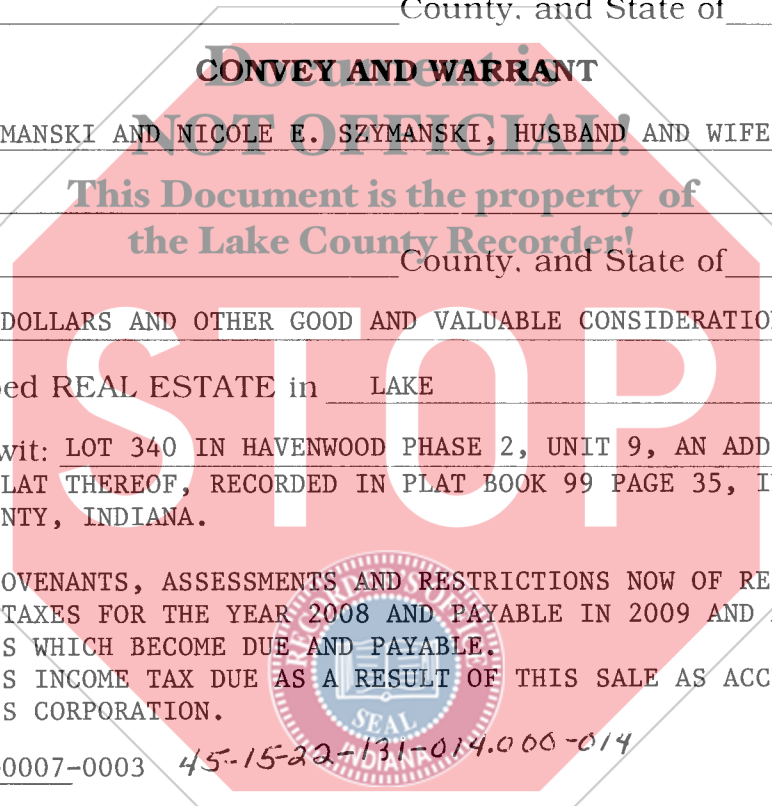 County, and State of
Document is
CONVEY AND WARRANT
MANSKI AND NICOLE E. SZYMANSKI, HUSBAND AND WIFE
NOT OFFICIAL!
This Document is the property of
the Lake County Recorder!
County, and State of
DOLLARS AND OTHER GOOD AND VALUABLE CONSIDERATIO
STOP
ed REAL ESTATE in LAKE
wit: LOT 340 IN HAVENWOOD PHASE 2, UNIT 9, AN ADD
LAT THEREOF, RECORDED IN PLAT BOOK 99 PAGE 35, I
NTY, INDIANA.
OVENANTS, ASSESSMENTS AND RESTRICTIONS NOW OF RE
TAXES FOR THE YEAR 2008 AND PAYABLE IN 2009 AND
S WHICH BECOME DUE AND PAYABLE.
S INCOME TAX DUE AS A RESULT OF THIS SALE AS ACC
S CORPORATION.
SEAL
INDIANA
0007-0003 45-15-22-131-014.000-014